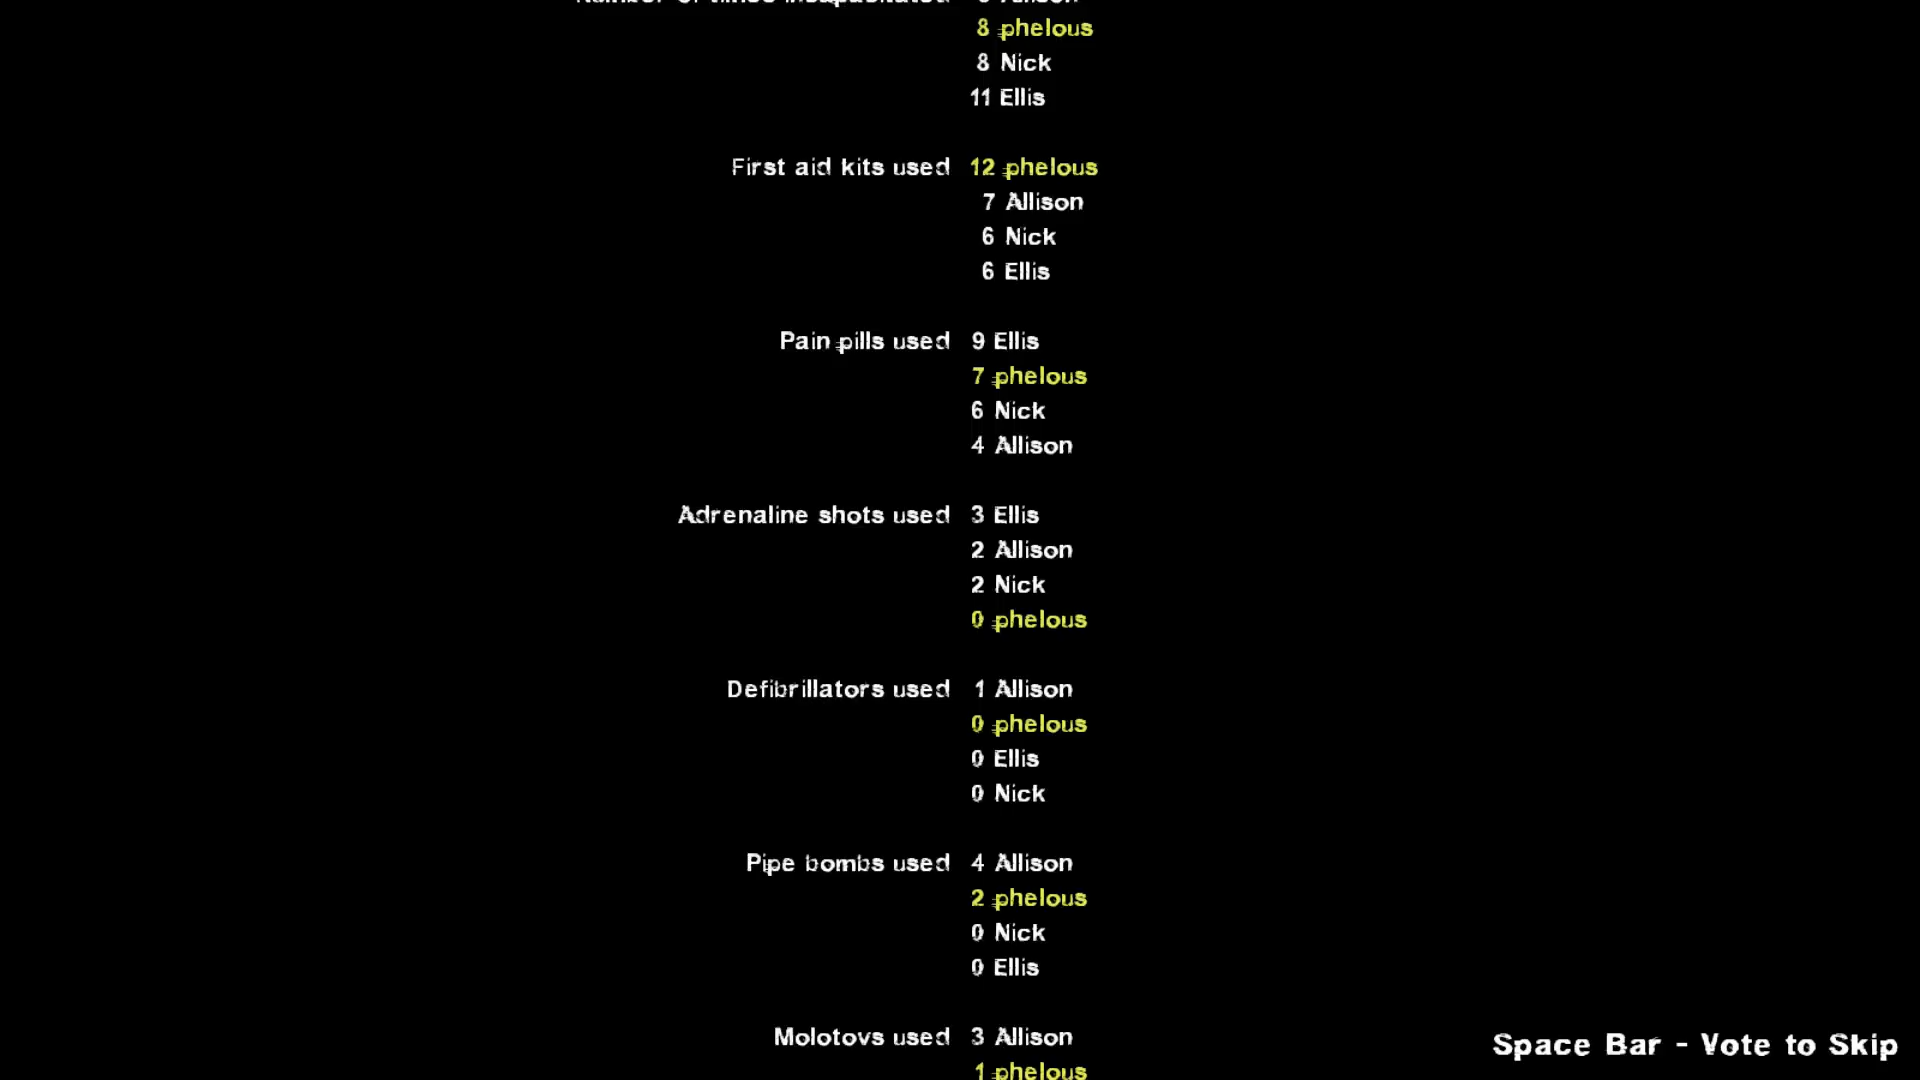 8 phelous
8 Nick
11 Ellis
First aid kits used 12 phelous
7 Allison
6 Nick
6 Ellis
Pain pills used 9 Ellis
7 phelous
6 Nick
4 Allison
Adrenaline shots used 3 Ellis
2 Allison
2 Nick
0 phelous
Defibrillators used 1 Allison
0 phelous
0 Ellis
0 Nick
Pipe bombs used 4 Allison
2 phelous
0 Nick
0 Ellis
Molotovs used 3 Allison
1 phelous
Space Bar - Vote to Skip